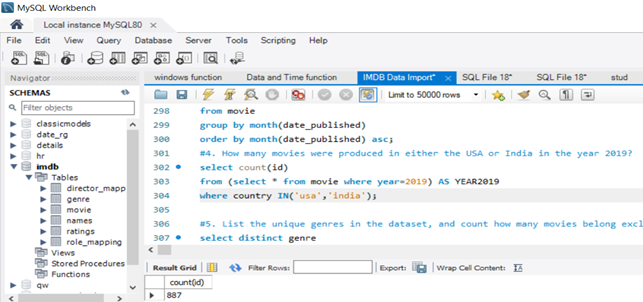 MySQL Workbench
Local instance MySQL80
File Edit View Query Database Server Tools Scripting Help
Navigator
SCHEMAS
Filter objects
classicmodels
date_rg
details
hr
imdb
Tables
director_mapp
genre
movie
names
ratings
role_mapping
Views
Stored Procedures
Functions
qw
windows function Data and Time function IMDB Data Import* SQL File 18* SQL File 18* stud
Limit to 50000 rows
298 from movie
299 group by month(date_published)
300 order by month(date_published) asc;
301 #4. How many movies were produced in either the USA or India in the year 2019?
302 select count(id)
303 from (select * from movie where year=2019) AS YEAR2019
304 where country IN('usa','india');
305
306 #5. List the unique genres in the dataset, and count how many movies belong excl
307 select distinct genre
Result Grid Filter Rows: Export: Wrap Cell Content:
count(id)
887